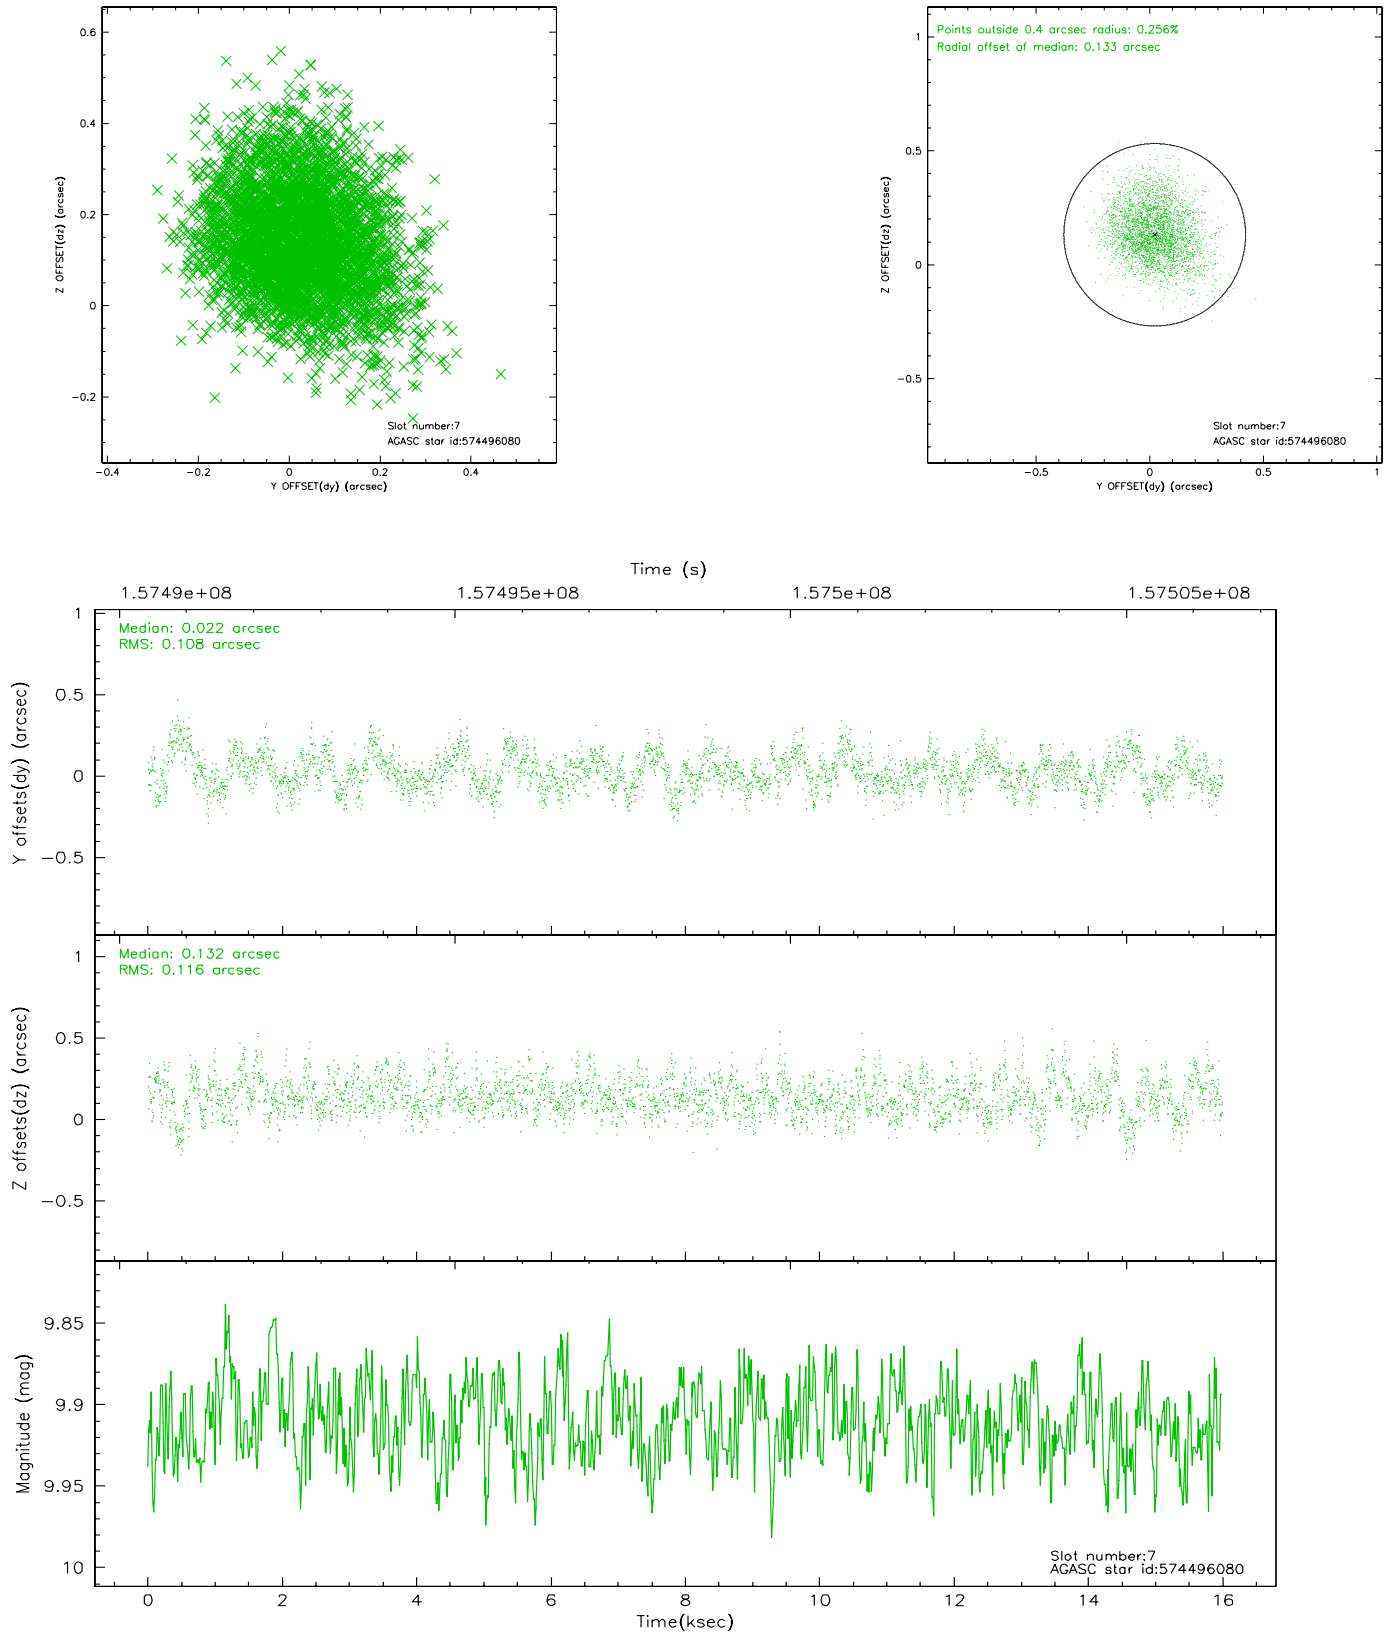 0.6
0.4
0.2
0
−0.2
Z OFFSET(dz) (arcsec)
Slot number:7
AGASC star id:574496080
−0.4 −0.2 0 0.2 0.4
Y OFFSET(dy) (arcsec)
Points outside 0.4 arcsec radius: 0.256%
Radial offset of median: 0.133 arcsec
1
0.5
0
−0.5
Z OFFSET(dz) (arcsec)
Slot number:7
AGASC star id:574496080
−0.5 0 0.5 1
Y OFFSET(dy) (arcsec)
Time (s)
1.5749e+08 1.57495e+08 1.575e+08 1.57505e+08
Median: 0.022 arcsec
RMS: 0.108 arcsec
1
0.5
0
−0.5
Y offsets(dy) (arcsec)
Median: 0.132 arcsec
RMS: 0.116 arcsec
1
0.5
0
−0.5
Z offsets(dz) (arcsec)
9.85
9.9
9.95
10
Magnitude (mag)
Slot number:7
AGASC star id:574496080
0 2 4 6 8 10 12 14 16
Time(ksec)